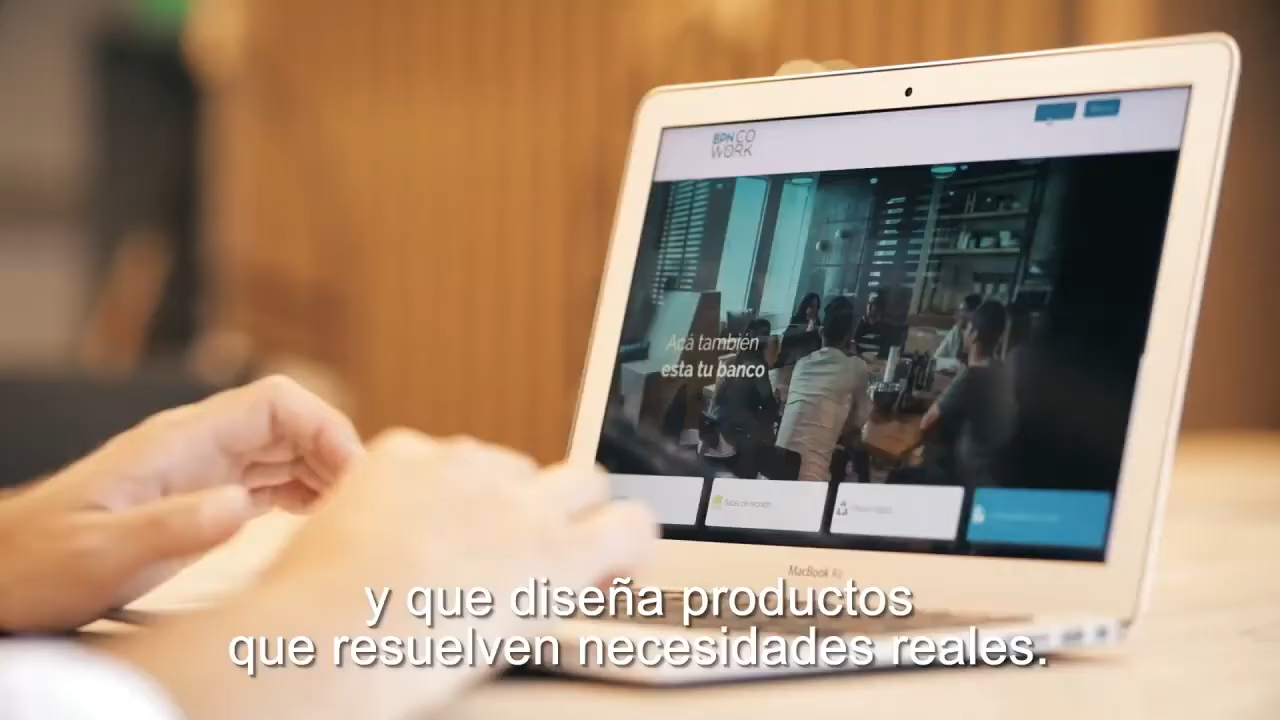 BPN CO
WORK
Acá también
esta tu banco
MacBook Air
y que diseña productos
que resuelven necesidades reales.